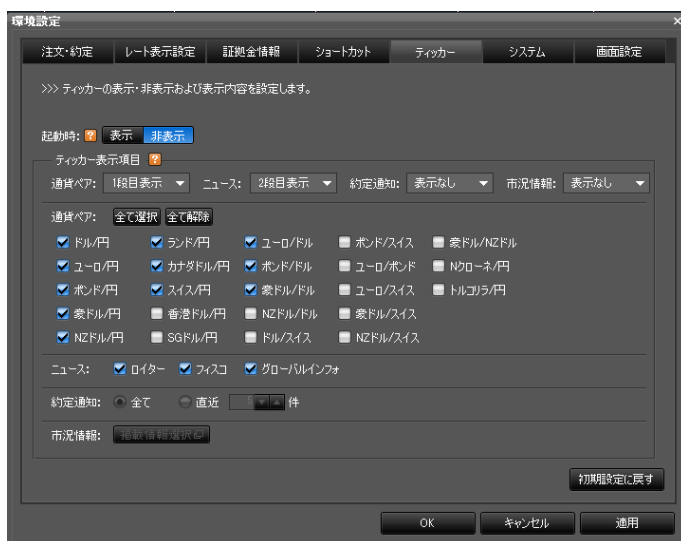 環境設定 ×
注文・約定 レート表示設定 証拠金情報 ショートカット ティッカー システム 画面設定
>>> ティッカーの表示・非表示および表示内容を設定します。
起動時: ? 表示 非表示
ティッカー表示項目 ?
通貨ペア: 1段目表示 ニュース: 2段目表示 約定通知: 表示なし 市況情報: 表示なし
通貨ペア: 全て選択 全て解除
ドル/円 ランド/円 ユーロ/ドル ポンド/スイス 豪ドル/NZドル
ユーロ/円 カナダドル/円 ポンド/ドル ユーロ/ポンド Nクローネ/円
ポンド/円 スイス/円 豪ドル/ドル ユーロ/スイス トルコリラ/円
豪ドル/円 香港ドル/円 NZドル/ドル 豪ドル/スイス
NZドル/円 SGドル/円 ドル/スイス NZドル/スイス
ニュース: ロイター フィスコ グローバルインフォ
約定通知: 全て 直近 5 件
市況情報: 掲載情報選択
初期設定に戻す
OK キャンセル 適用